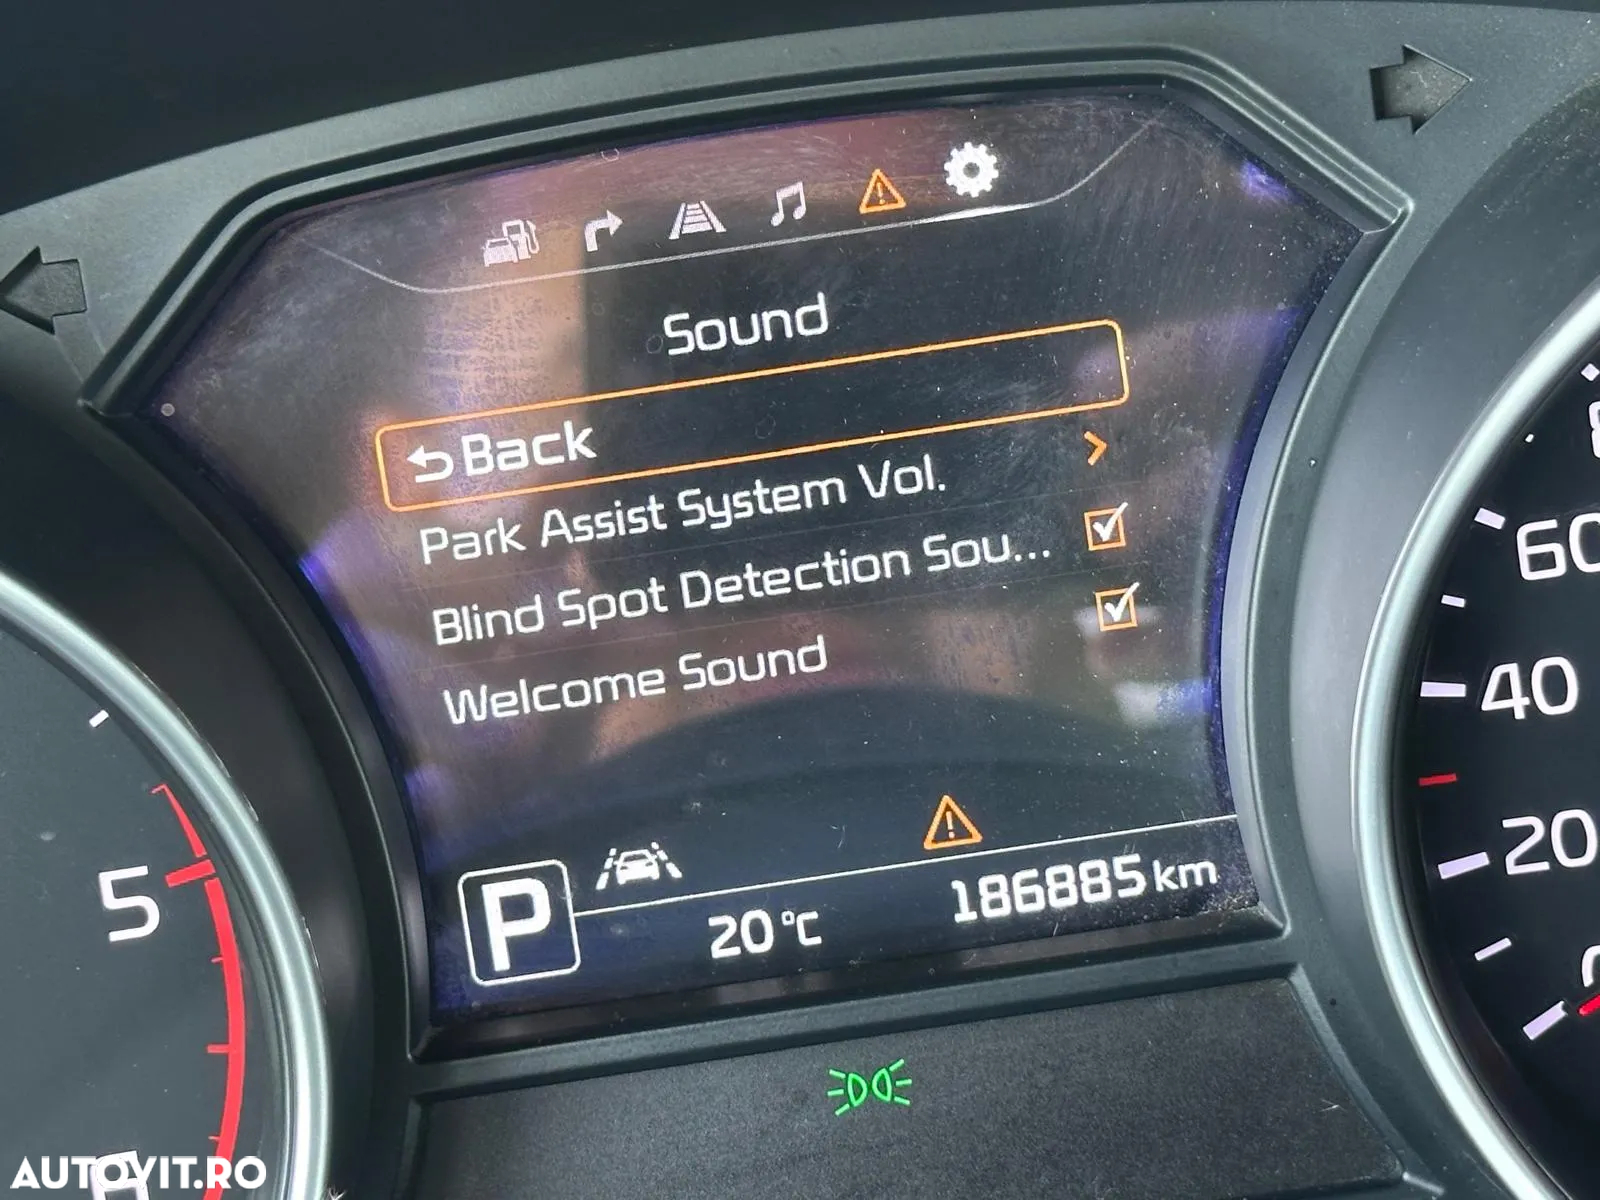 Sound
Back
Park Assist System Vol.
Blind Spot Detection Sou...
Welcome Sound
P
20°C
186885 km
5
60
40
20
AUTOVIT.RO